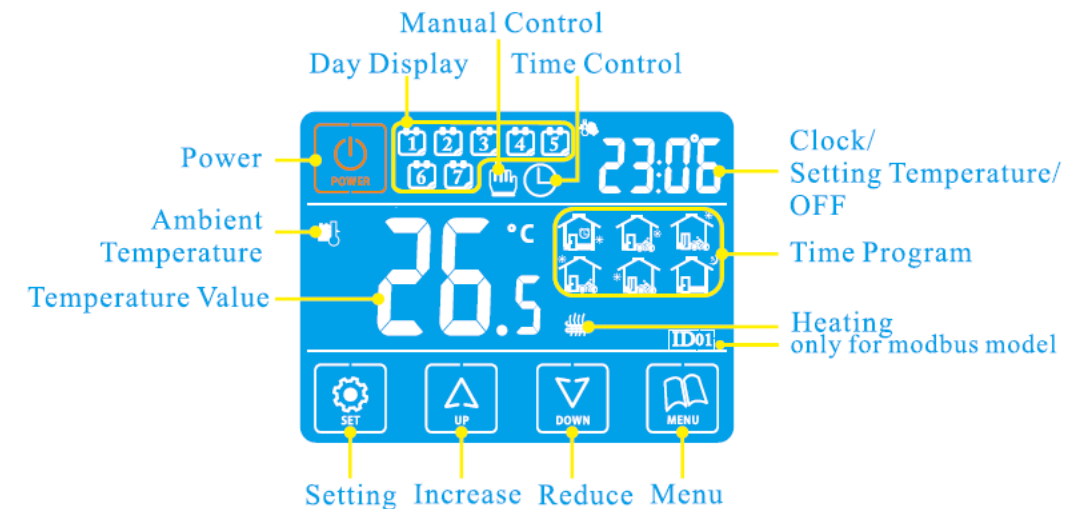 Manual Control
Day Display
Time Control
Power
POWER
1 2 3 4 5
6 7
23:06
Clock/
Setting Temperature/
OFF
Ambient
Temperature
°C
Time Program
Temperature Value
26.5
Heating
ID01
only for modbus model
SET
UP
DOWN
MENU
Setting
Increase
Reduce
Menu